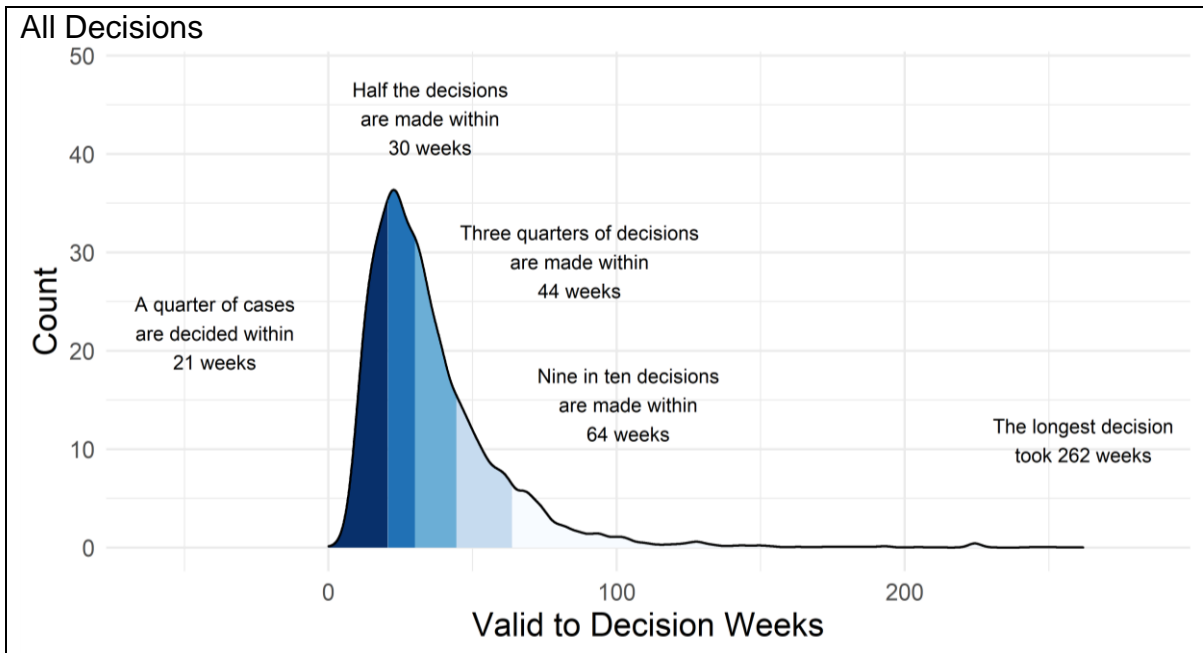 All Decisions
50
40
30
20
10
0
Count
Half the decisions
are made within
30 weeks
Three quarters of decisions
are made within
44 weeks
A quarter of cases
are decided within
21 weeks
Nine in ten decisions
are made within
64 weeks
The longest decision
took 262 weeks
0
100
200
Valid to Decision Weeks